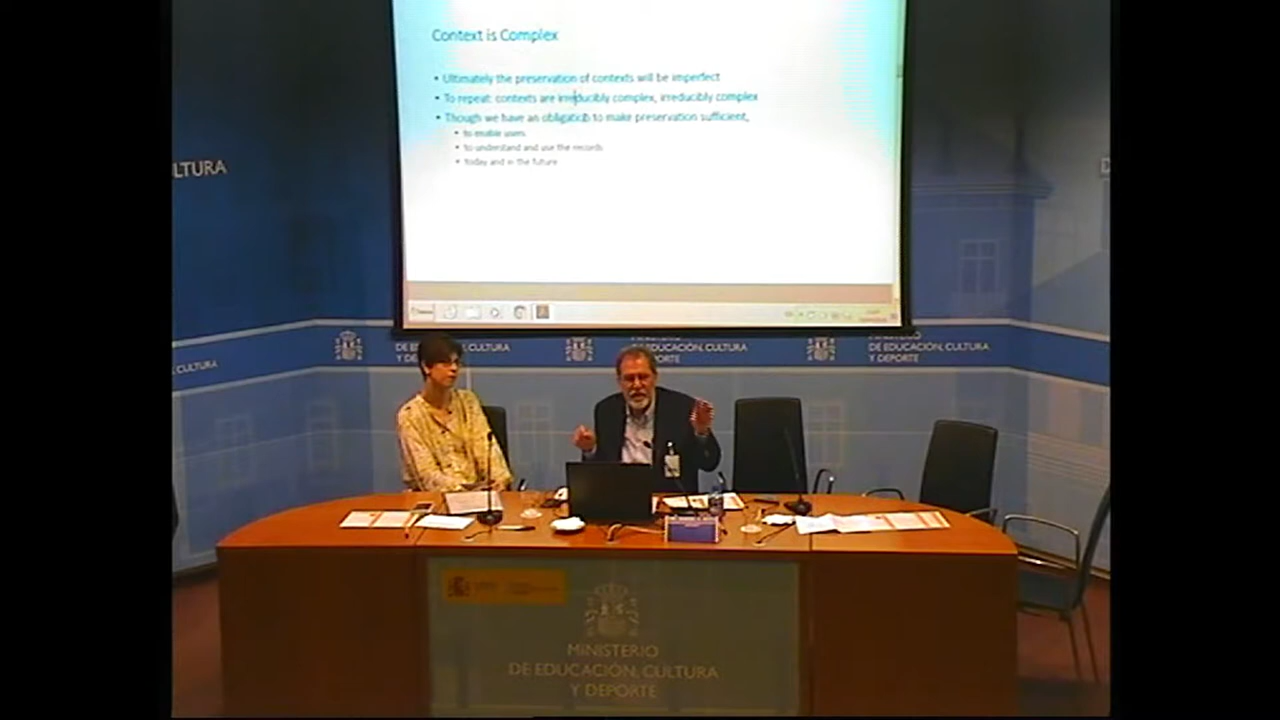 Context is Complex
• Ultimately the preservation of contexts will be imperfect
• To repeat: contexts are irreducibly complex, irreducibly complex
• Though we have an obligation to make preservation sufficient,
• to enable users
• to understand and use the records
• Today and in the future
LTURA
CULTURA
DE EDUCACIÓN, CULTURA
Y DEPORTE
DE EDUCACIÓN, CULTURA
DEPORTE
MINISTERIO
DE EDUCACIÓN, CULTURA
Y DEPORTE
MINISTERIO
DE EDUCACIÓN, CULTURA
Y DEPORTE